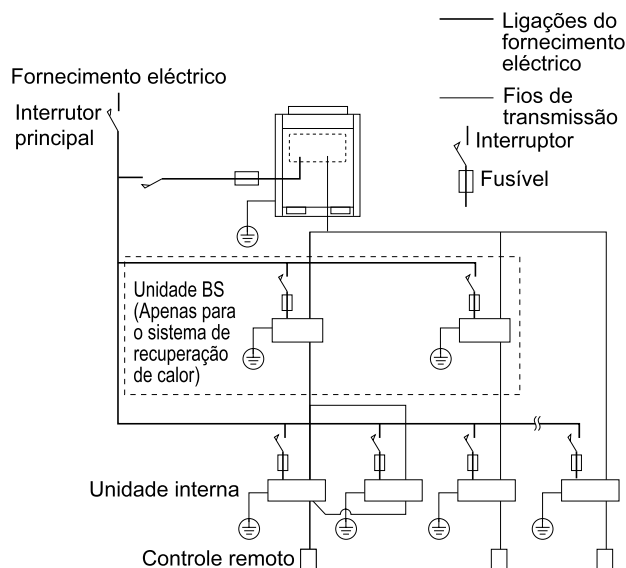 Ligações do
fornecimento
eléctrico
Fornecimento eléctrico
Interrutor
principal
Fios de
transmissão
Interruptor
Fusível
Unidade BS
(Apenas para
o sistema de
recuperação
de calor)
Unidade interna
Controle remoto